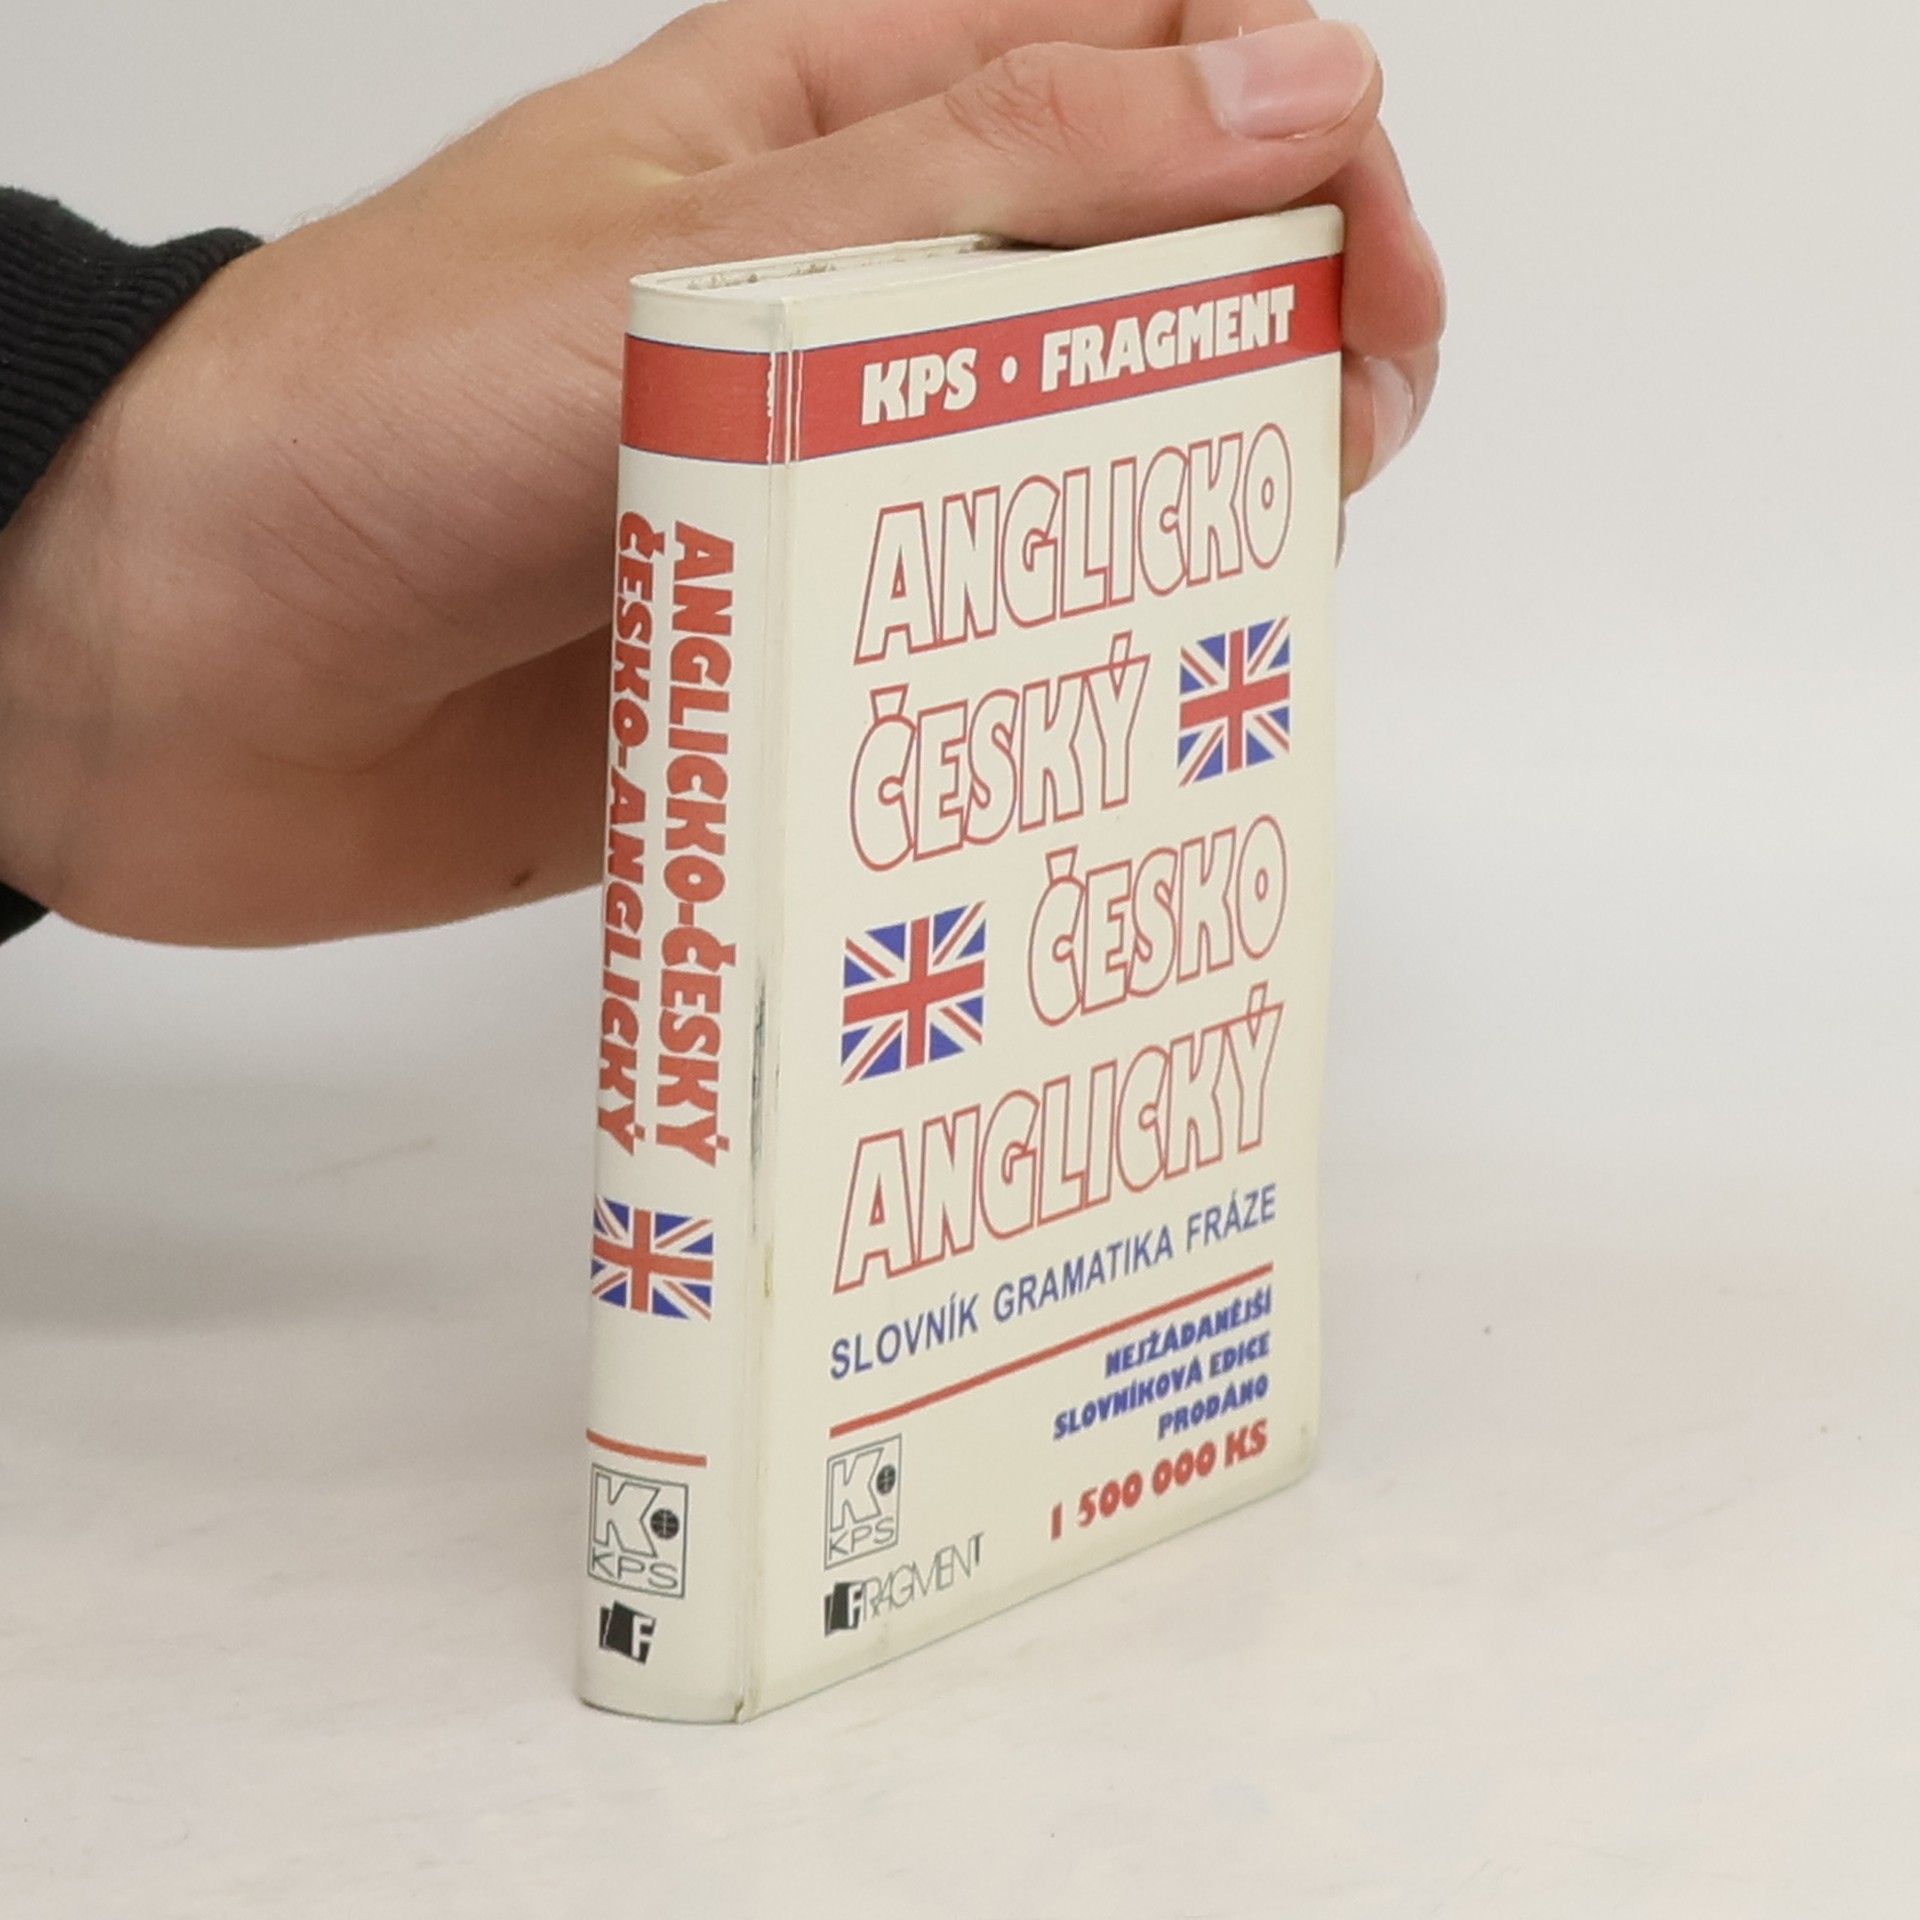 KPS • FRAGMENT
ANGLICKO
ČESKÝ
ČESKO
ANGLICKÝ
SLOVNÍK GRAMATIKA FRÁZE
NEJŽÁDANĚJŠÍ
SLOVNÍKOVÁ EDICE
PRODÁNO
1 500 000 KS
K
KPS
FRAGMENT
ANGLICKO-ČESKÝ
ČESKO-ANGLICKÝ
K
KPS
F